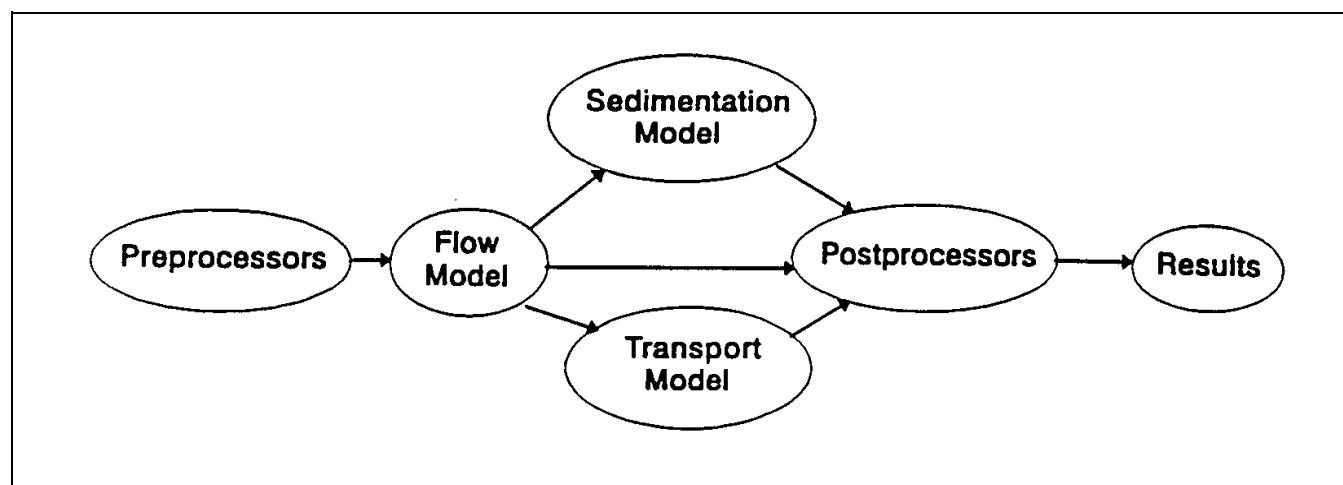 Sedimentation
Model
Preprocessors
Flow
Model
Postprocessors
Results
Transport
Model